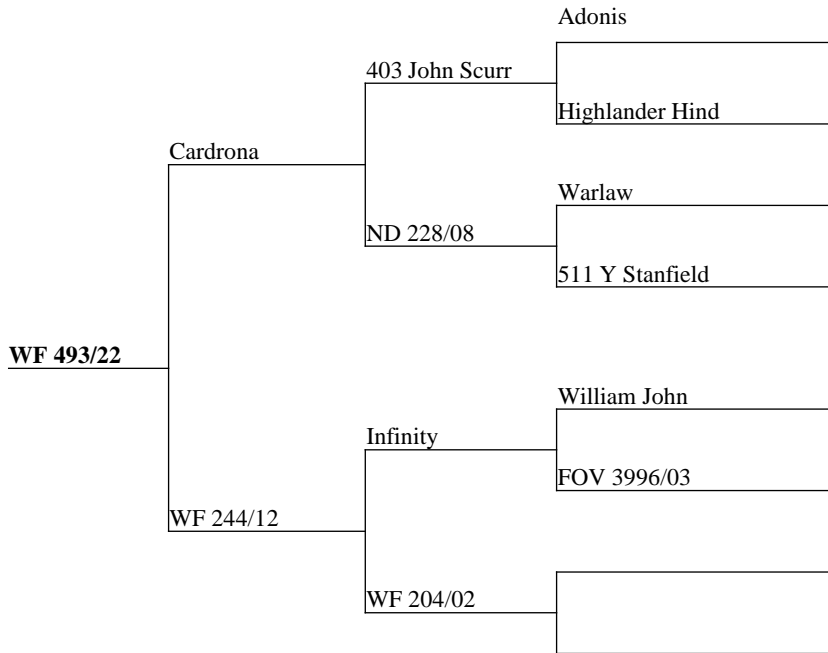 Adonis
403 John Scurr
Highlander Hind
Cardrona
Warlaw
ND 228/08
511 Y Stanfield
WF 493/22
William John
Infinity
FOV 3996/03
WF 244/12
WF 204/02